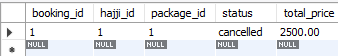 booking_id hajji_id package_id status total_price
1 1 1 cancelled 2500.00
NULL NULL NULL NULL NULL